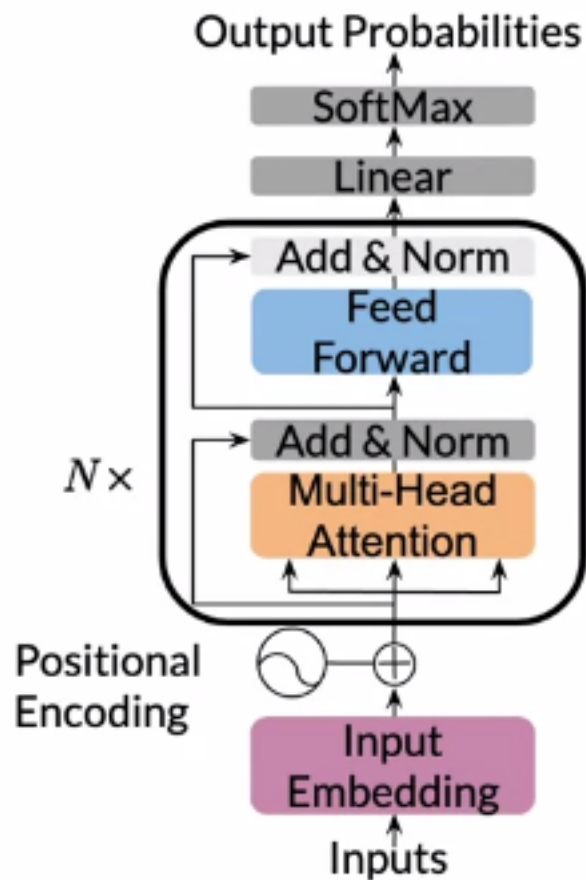 Output Probabilities
SoftMax
Linear
Add & Norm
Feed
Forward
Add & Norm
N×
Multi-Head
Attention
Positional
Encoding
Input
Embedding
Inputs